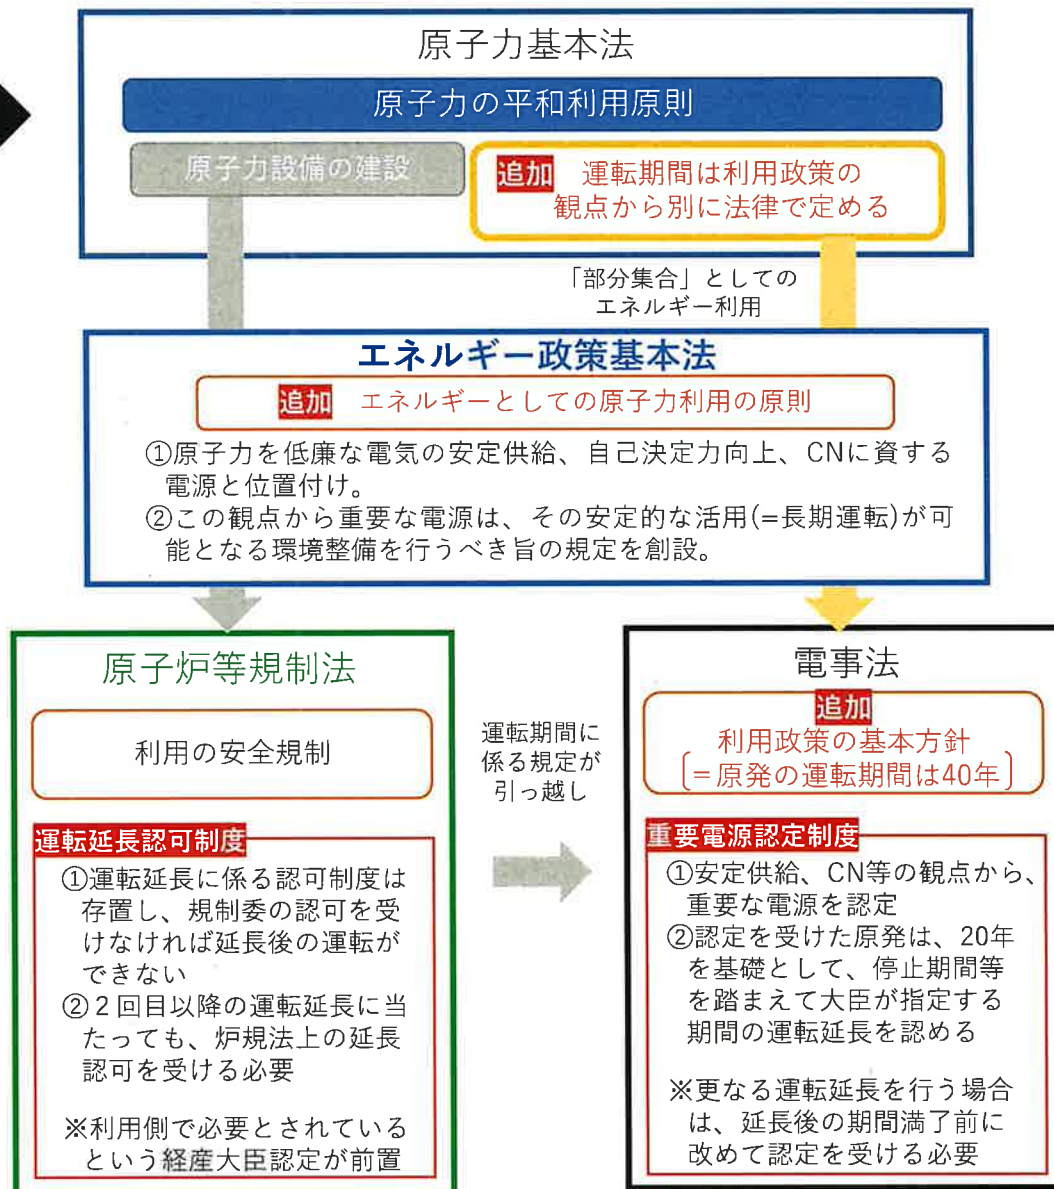 原子力基本法
原子力の平和利用原則
原子力設備の建設
追加 運転期間は利用政策の
観点から別に法律で定める
「部分集合」としての
エネルギー利用
エネルギー政策基本法
追加 エネルギーとしての原子力利用の原則
①原子力を低廉な電気の安定供給、自己決定力向上、CNに資する
電源と位置付け。
②この観点から重要な電源は、その安定的な活用(=長期運転)が可
能となる環境整備を行うべき旨の規定を創設。
原子炉等規制法
利用の安全規制
運転延長認可制度
①運転延長に係る認可制度は
存置し、規制委の認可を受
けなければ延長後の運転が
できない
②２回目以降の運転延長に当
たっても、炉規法上の延長
認可を受ける必要
※利用側で必要とされている
という経産大臣認定が前置
運転期間に
係る規定が
引っ越し
電事法
追加
利用政策の基本方針
〔=原発の運転期間は40年〕
重要電源認定制度
①安定供給、CN等の観点から、
重要な電源を認定
②認定を受けた原発は、20年
を基礎として、停止期間等
を踏まえて大臣が指定する
期間の運転延長を認める
※更なる運転延長を行う場合
は、延長後の期間満了前に
改めて認定を受ける必要